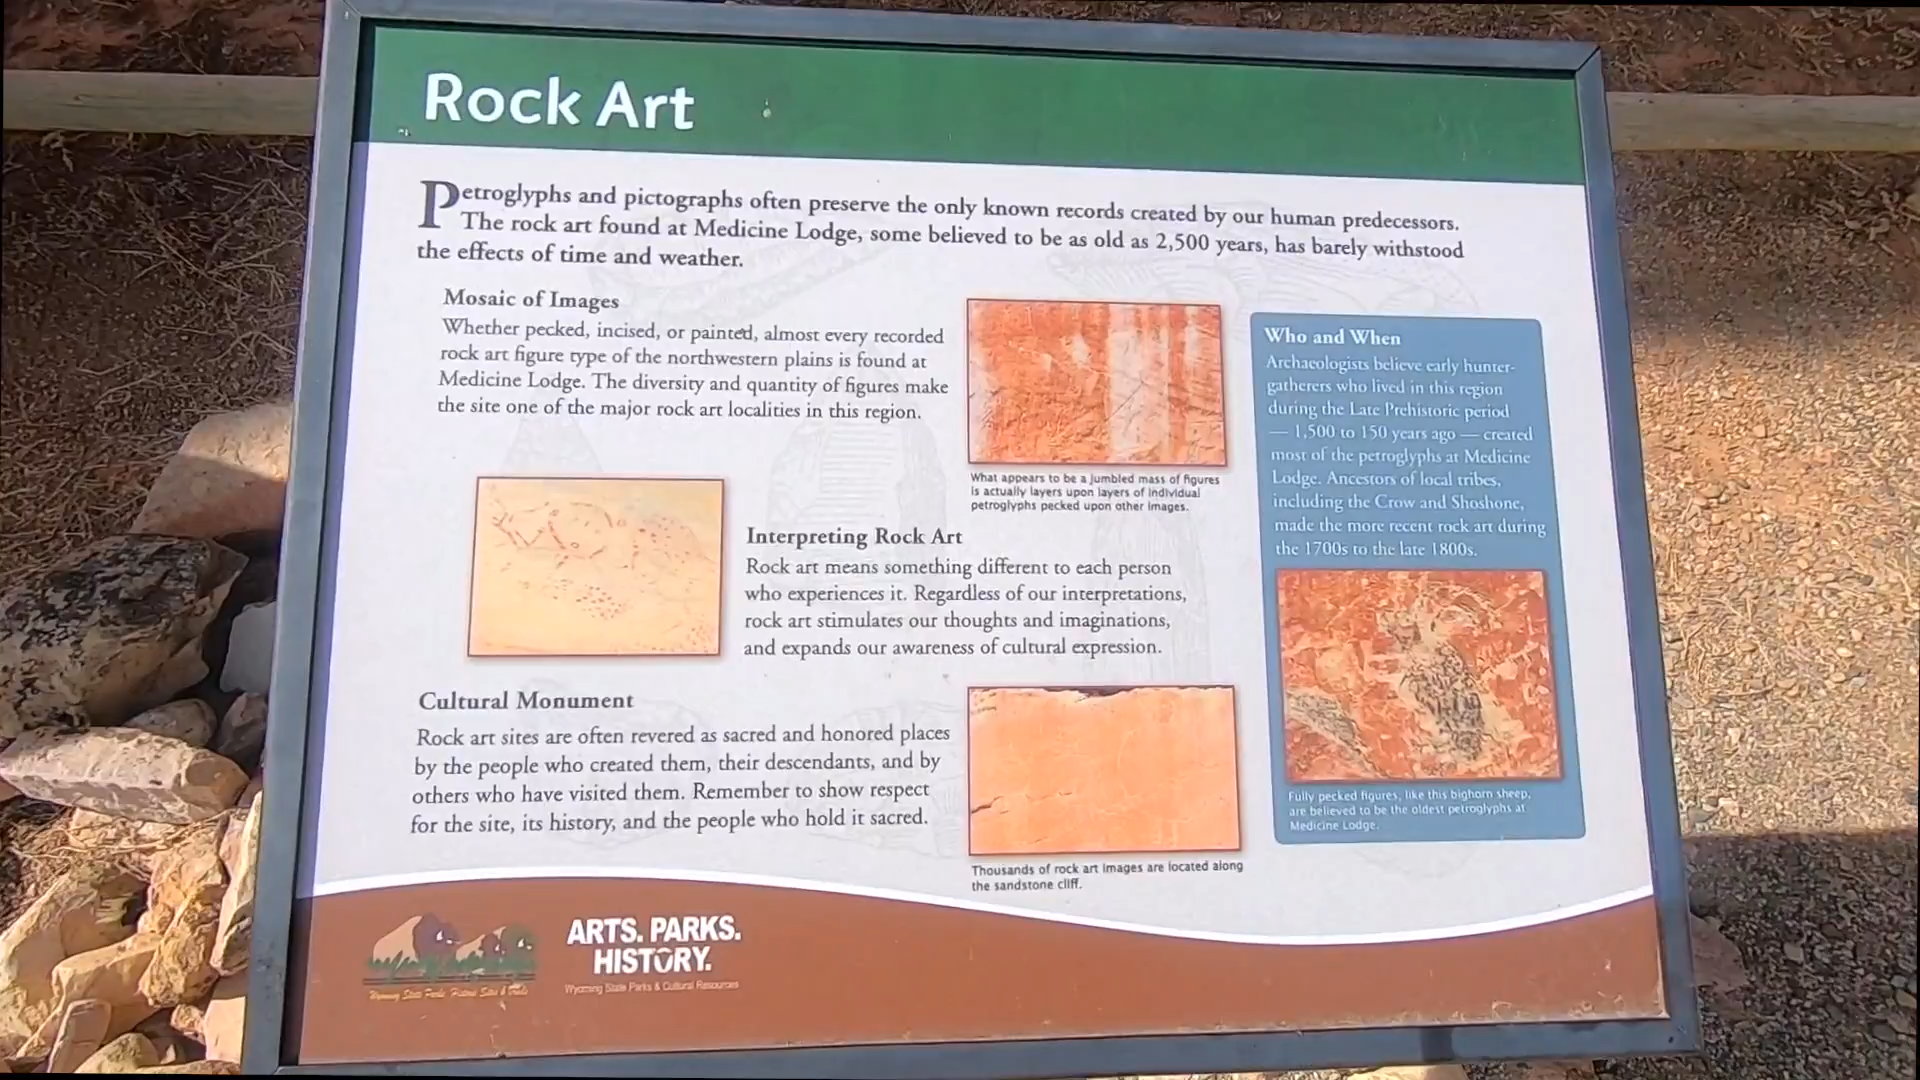 Rock Art
Petroglyphs and pictographs often preserve the only known records created by our human predecessors.
The rock art found at Medicine Lodge, some believed to be as old as 2,500 years, has barely withstood
the effects of time and weather.
Mosaic of Images
Whether pecked, incised, or painted, almost every recorded
rock art figure type of the northwestern plains is found at
Medicine Lodge. The diversity and quantity of figures make
the site one of the major rock art localities in this region.
What appears to be a jumbled mass of figures
is actually layers upon layers of individual
petroglyphs pecked upon other images.
Interpreting Rock Art
Rock art means something different to each person
who experiences it. Regardless of our interpretations,
rock art stimulates our thoughts and imaginations,
and expands our awareness of cultural expression.
Cultural Monument
Rock art sites are often revered as sacred and honored places
by the people who created them, their descendants, and by
others who have visited them. Remember to show respect
for the site, its history, and the people who hold it sacred.
Thousands of rock art images are located along
the sandstone cliff.
Who and When
Archaeologists believe early hunter-
gatherers who lived in this region
during the Late Prehistoric period
— 1,500 to 150 years ago — created
most of the petroglyphs at Medicine
Lodge. Ancestors of local tribes,
including the Crow and Shoshone,
made the more recent rock art during
the 1700s to the late 1800s.
Fully pecked figures, like this bighorn sheep,
are believed to be the oldest petroglyphs at
Medicine Lodge.
Wyoming State Parks Historic Sites & Trails
ARTS. PARKS.
HISTORY.
Wyoming State Parks & Cultural Resources